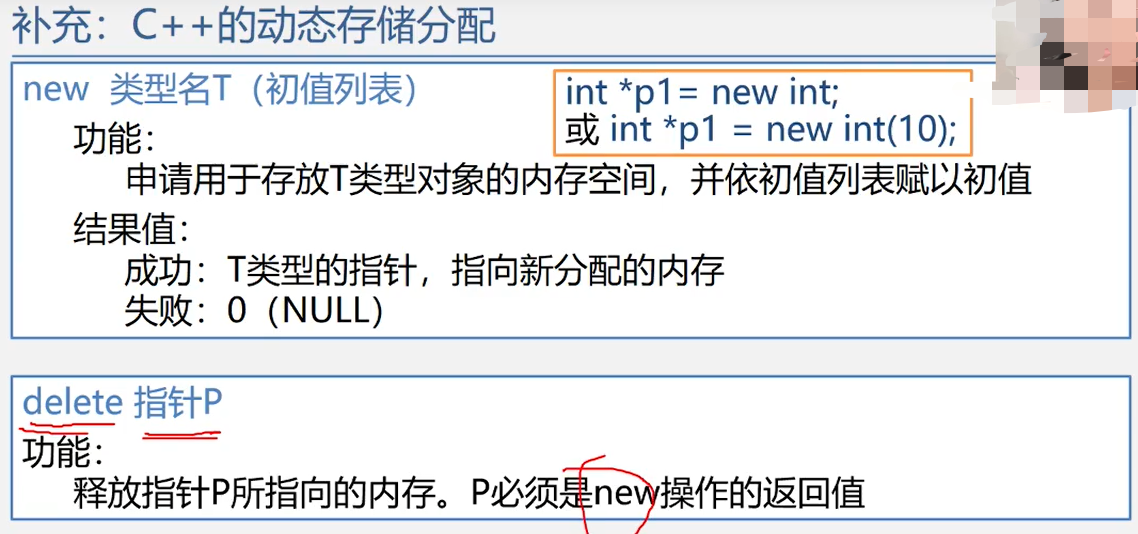 补充：C++的动态存储分配
new 类型名T（初值列表）
int *p1= new int;
或 int *p1 = new int(10);
功能：
申请用于存放T类型对象的内存空间，并依初值列表赋以初值
结果值：
成功：T类型的指针，指向新分配的内存
失败：0（NULL）
delete 指针P
功能：
释放指针P所指向的内存。P必须是new操作的返回值